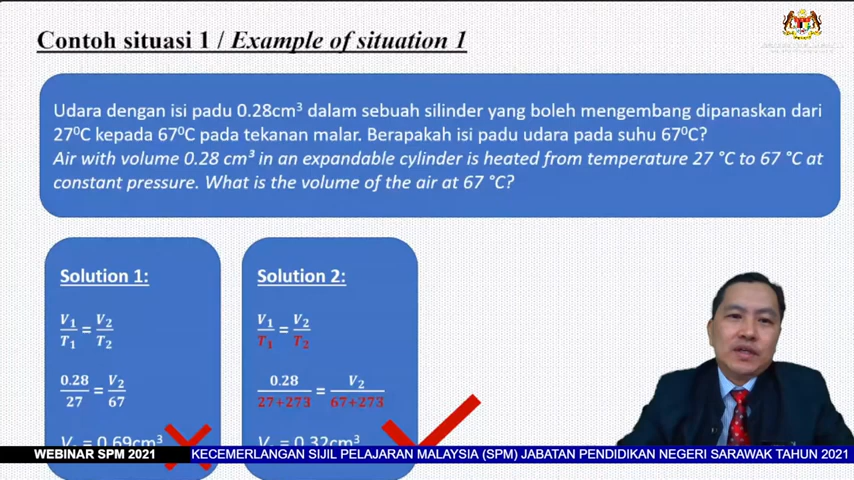 Contoh situasi 1 / Example of situation 1
Udara dengan isi padu 0.28cm³ dalam sebuah silinder yang boleh mengembang dipanaskan dari
27⁰C kepada 67⁰C pada tekanan malar. Berapakah isi padu udara pada suhu 67⁰C?
Air with volume 0.28 cm³ in an expandable cylinder is heated from temperature 27 °C to 67 °C at
constant pressure. What is the volume of the air at 67 °C?
Solution 1:
V₁/T₁ = V₂/T₂
0.28/27 = V₂/67
= 0.69cm³
Solution 2:
V₁/T₁ = V₂/T₂
0.28/27+273 = V₂/67+273
= 0.32cm³
WEBINAR SPM 2021 KECEMERLANGAN SIJIL PELAJARAN MALAYSIA (SPM) JABATAN PENDIDIKAN NEGERI SARAWAK TAHUN 2021